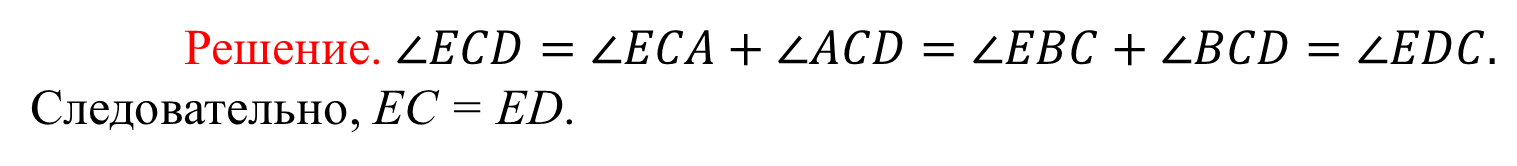 Решение. ∠ECD = ∠ECA + ∠ACD = ∠EBC + ∠BCD = ∠EDC.
Следовательно, EC = ED.